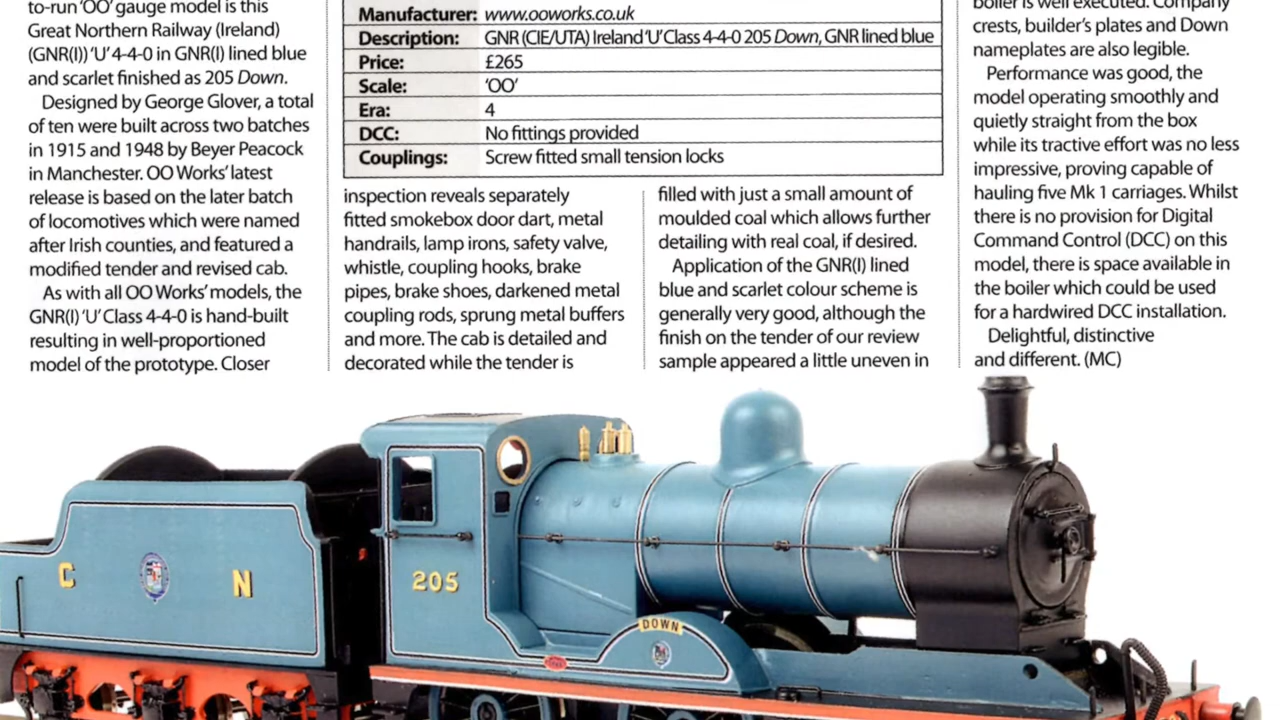 to-run 'OO' gauge model is this
Great Northern Railway (Ireland)
(GNR(I)) 'U' 4-4-0 in GNR(I) lined blue
and scarlet finished as 205 Down.
Designed by George Glover, a total
of ten were built across two batches
in 1915 and 1948 by Beyer Peacock
in Manchester. OO Works' latest
release is based on the later batch
of locomotives which were named
after Irish counties, and featured a
modified tender and revised cab.
As with all OO Works' models, the
GNR(I) 'U' Class 4-4-0 is hand-built
resulting in well-proportioned
model of the prototype. Closer
Manufacturer: www.ooworks.co.uk
Description: GNR (CIE/UTA) Ireland 'U' Class 4-4-0 205 Down, GNR lined blue
Price: £265
Scale: 'OO'
Era: 4
DCC: No fittings provided
Couplings: Screw fitted small tension locks
inspection reveals separately
fitted smokebox door dart, metal
handrails, lamp irons, safety valve,
whistle, coupling hooks, brake
pipes, brake shoes, darkened metal
coupling rods, sprung metal buffers
and more. The cab is detailed and
decorated while the tender is
filled with just a small amount of
moulded coal which allows further
detailing with real coal, if desired.
Application of the GNR(I) lined
blue and scarlet colour scheme is
generally very good, although the
finish on the tender of our review
sample appeared a little uneven in
boiler is well executed. Company
crests, builder's plates and Down
nameplates are also legible.
Performance was good, the
model operating smoothly and
quietly straight from the box
while its tractive effort was no less
impressive, proving capable of
hauling five Mk 1 carriages. Whilst
there is no provision for Digital
Command Control (DCC) on this
model, there is space available in
the boiler which could be used
for a hardwired DCC installation.
Delightful, distinctive
and different. (MC)
G N
205
DOWN